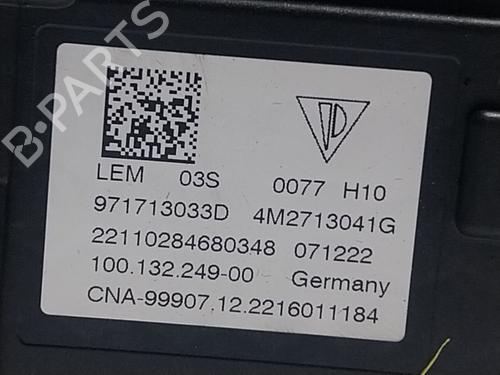 B-PARTS
LEM 03S 0077 H10
971713033D 4M2713041G
22110284680348 071222
100.132.249-00 Germany
CNA-99907.12.2216011184